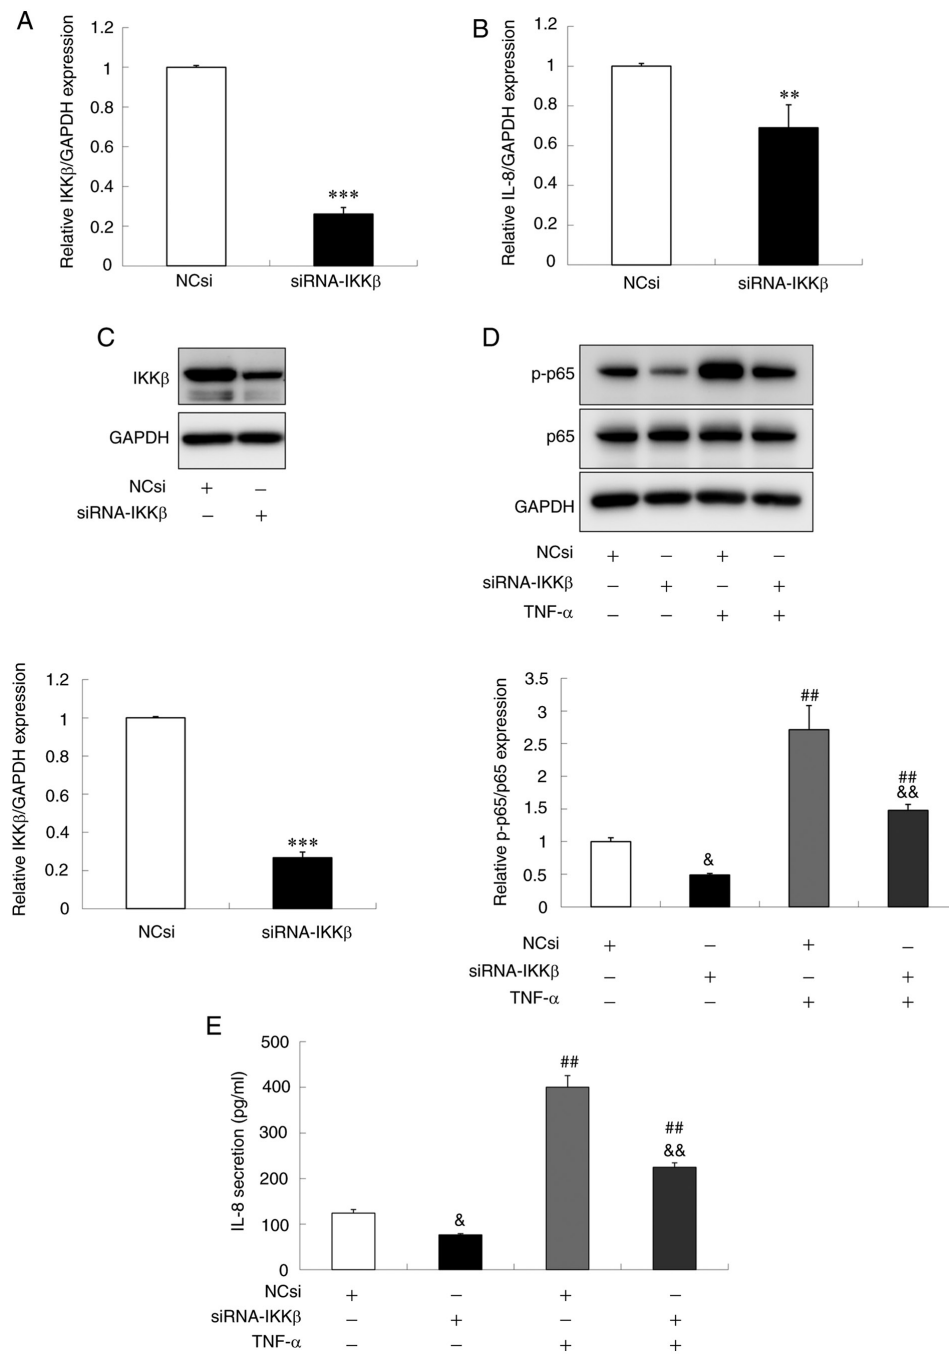 A
Relative IKKβ/GAPDH expression
1.2
1
0.8
0.6
0.4
0.2
0
***
NCsi siRNA-IKKβ
B
Relative IL-8/GAPDH expression
1.2
1
0.8
0.6
0.4
0.2
0
**
NCsi siRNA-IKKβ
C
IKKβ
GAPDH
NCsi + −
siRNA-IKKβ − +
Relative IKKβ/GAPDH expression
1.2
1
0.8
0.6
0.4
0.2
0
***
NCsi siRNA-IKKβ
D
p-p65
p65
GAPDH
NCsi + − + −
siRNA-IKKβ − + − +
TNF-α − − + +
Relative p-p65/p65 expression
3.5
3
2.5
2
1.5
1
0.5
0
&
##
##
&&
NCsi + − + −
siRNA-IKKβ − + − +
TNF-α − − + +
E
IL-8 secretion (pg/ml)
500
400
300
200
100
0
&
##
##
&&
NCsi + − + −
siRNA-IKKβ − + − +
TNF-α − − + +